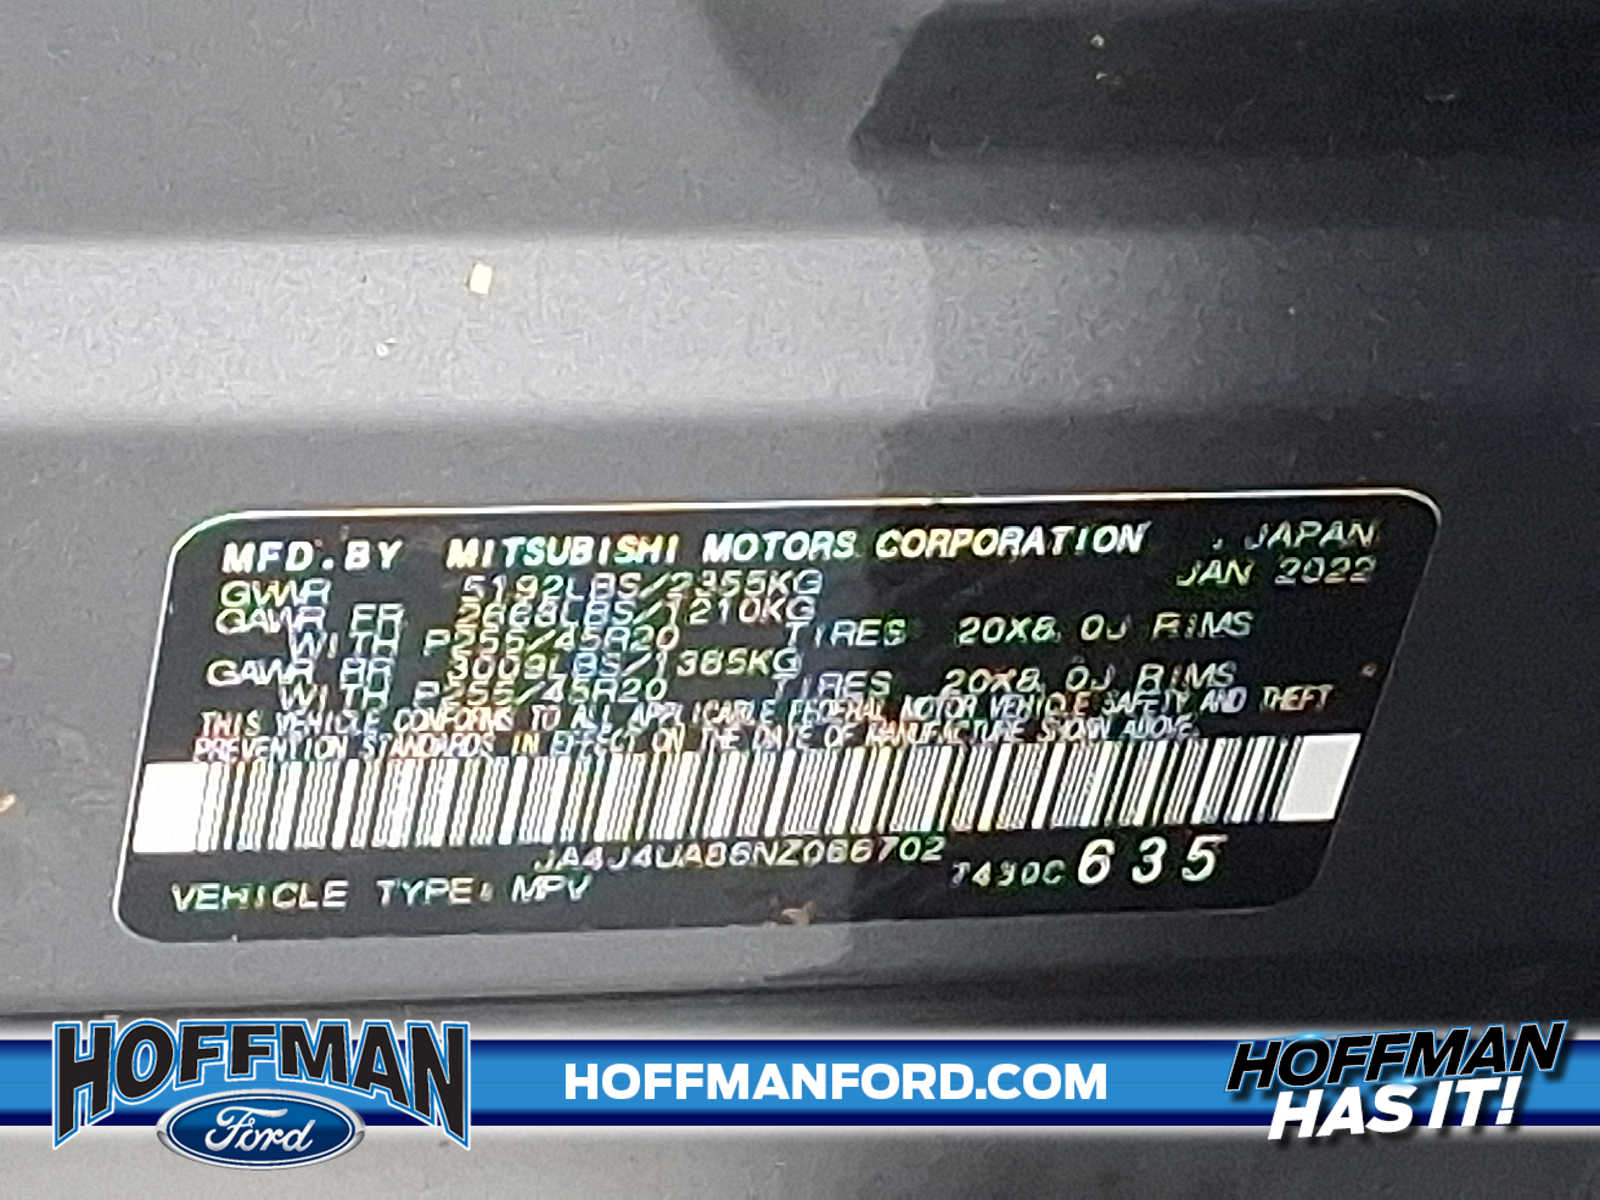 MFD. BY MITSUBISHI MOTORS CORPORATION JAPAN
JAN 2022
GVWR 5192LBS/2355KG
GAWR FR 2668LBS/1210KG
WITH P255/45R20 TIRES 20X8.0J RIMS
GAWR RR 3009LBS/1365KG
WITH P255/45R20 TIRES 20X8.0J RIMS
THIS VEHICLE CONFORMS TO ALL APPLICABLE FEDERAL MOTOR VEHICLE SAFETY AND THEFT
PREVENTION STANDARDS IN EFFECT ON THE DATE OF MANUFACTURE SHOWN ABOVE.
JA4J4UA86NZ066702
7430C 635
VEHICLE TYPE: MPV
HOFFMAN
Ford
HOFFMANFORD.COM
HOFFMAN
HAS IT!